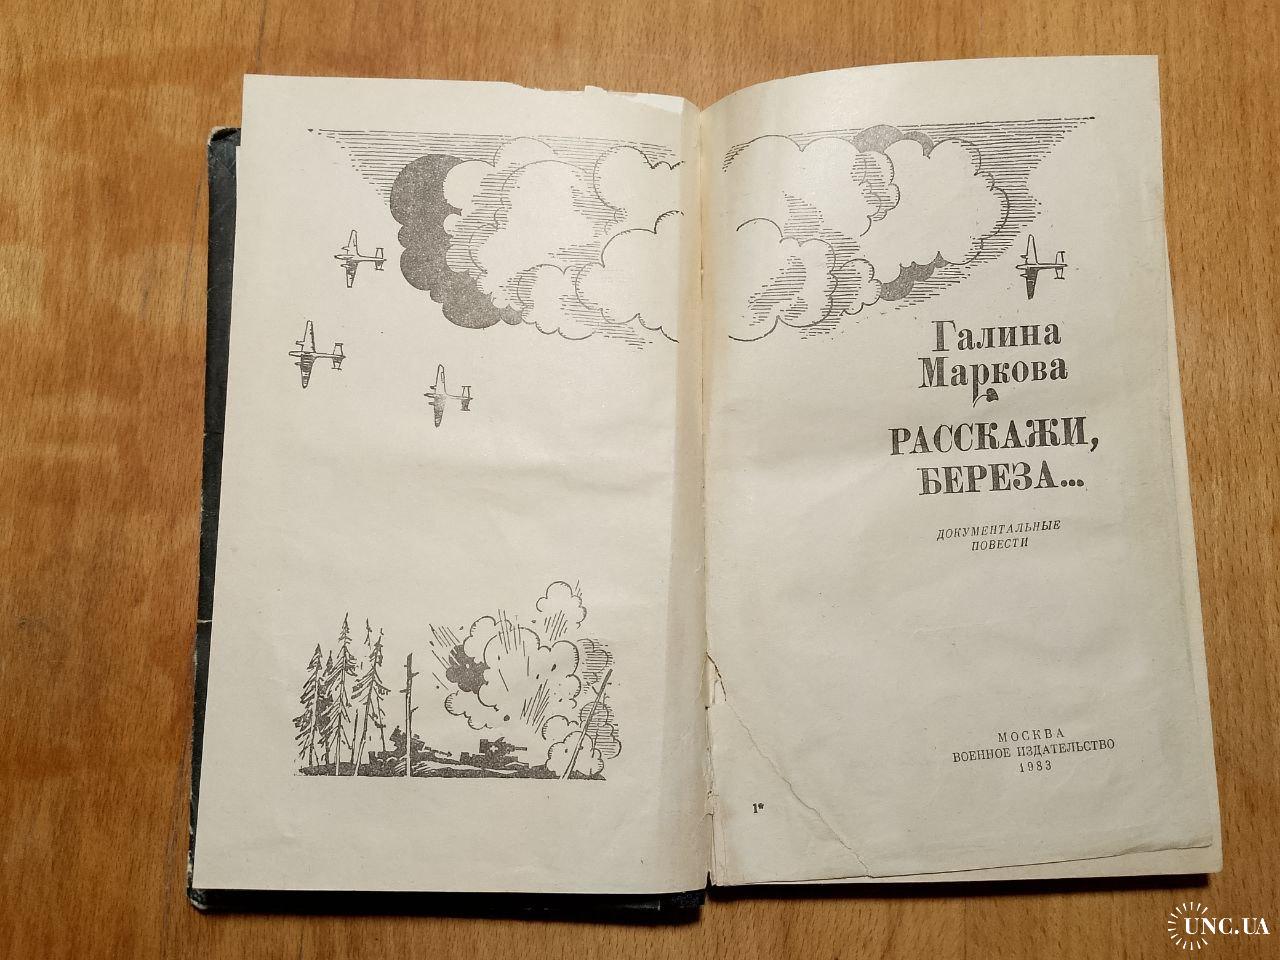 Галина
Маркова
РАССКАЖИ,
БЕРЕЗА...
ДОКУМЕНТАЛЬНЫЕ
ПОВЕСТИ
МОСКВА
ВОЕННОЕ ИЗДАТЕЛЬСТВО
1983
1*
UNC.UA